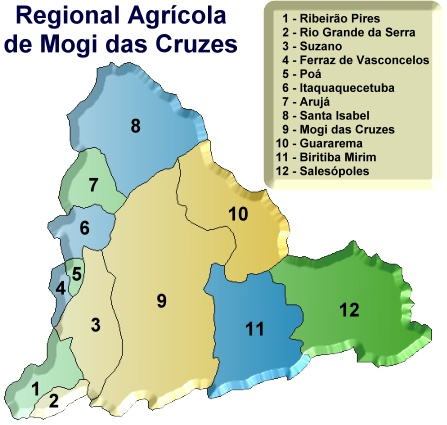 Regional Agrícola
de Mogi das Cruzes
1 - Ribeirão Pires
2 - Rio Grande da Serra
3 - Suzano
4 - Ferraz de Vasconcelos
5 - Poá
6 - Itaquaquecetuba
7 - Arujá
8 - Santa Isabel
9 - Mogi das Cruzes
10 - Guararema
11 - Biritiba Mirim
12 - Salesópoles
8
7
6
10
5
4
9
3
12
11
1
2